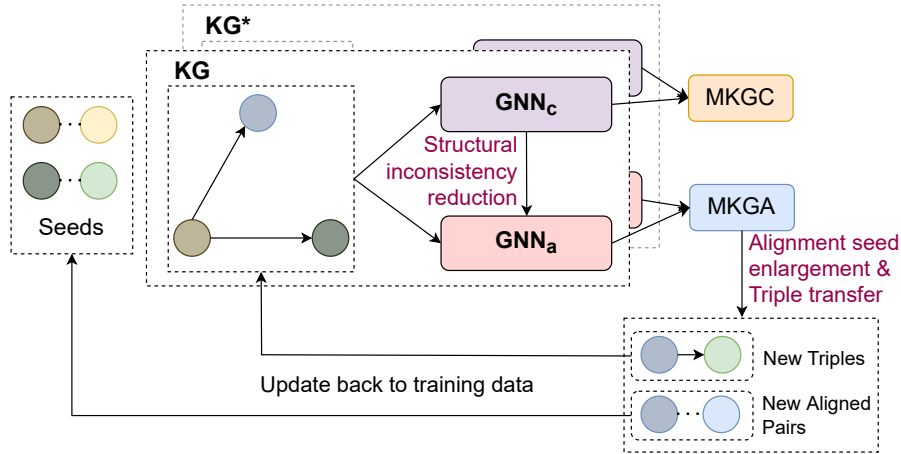 KG*
KG
GNNc
MKGC
Structural
inconsistency
reduction
Seeds
MKGA
GNNa
Alignment seed
enlargement &
Triple transfer
New Triples
Update back to training data
New Aligned
Pairs